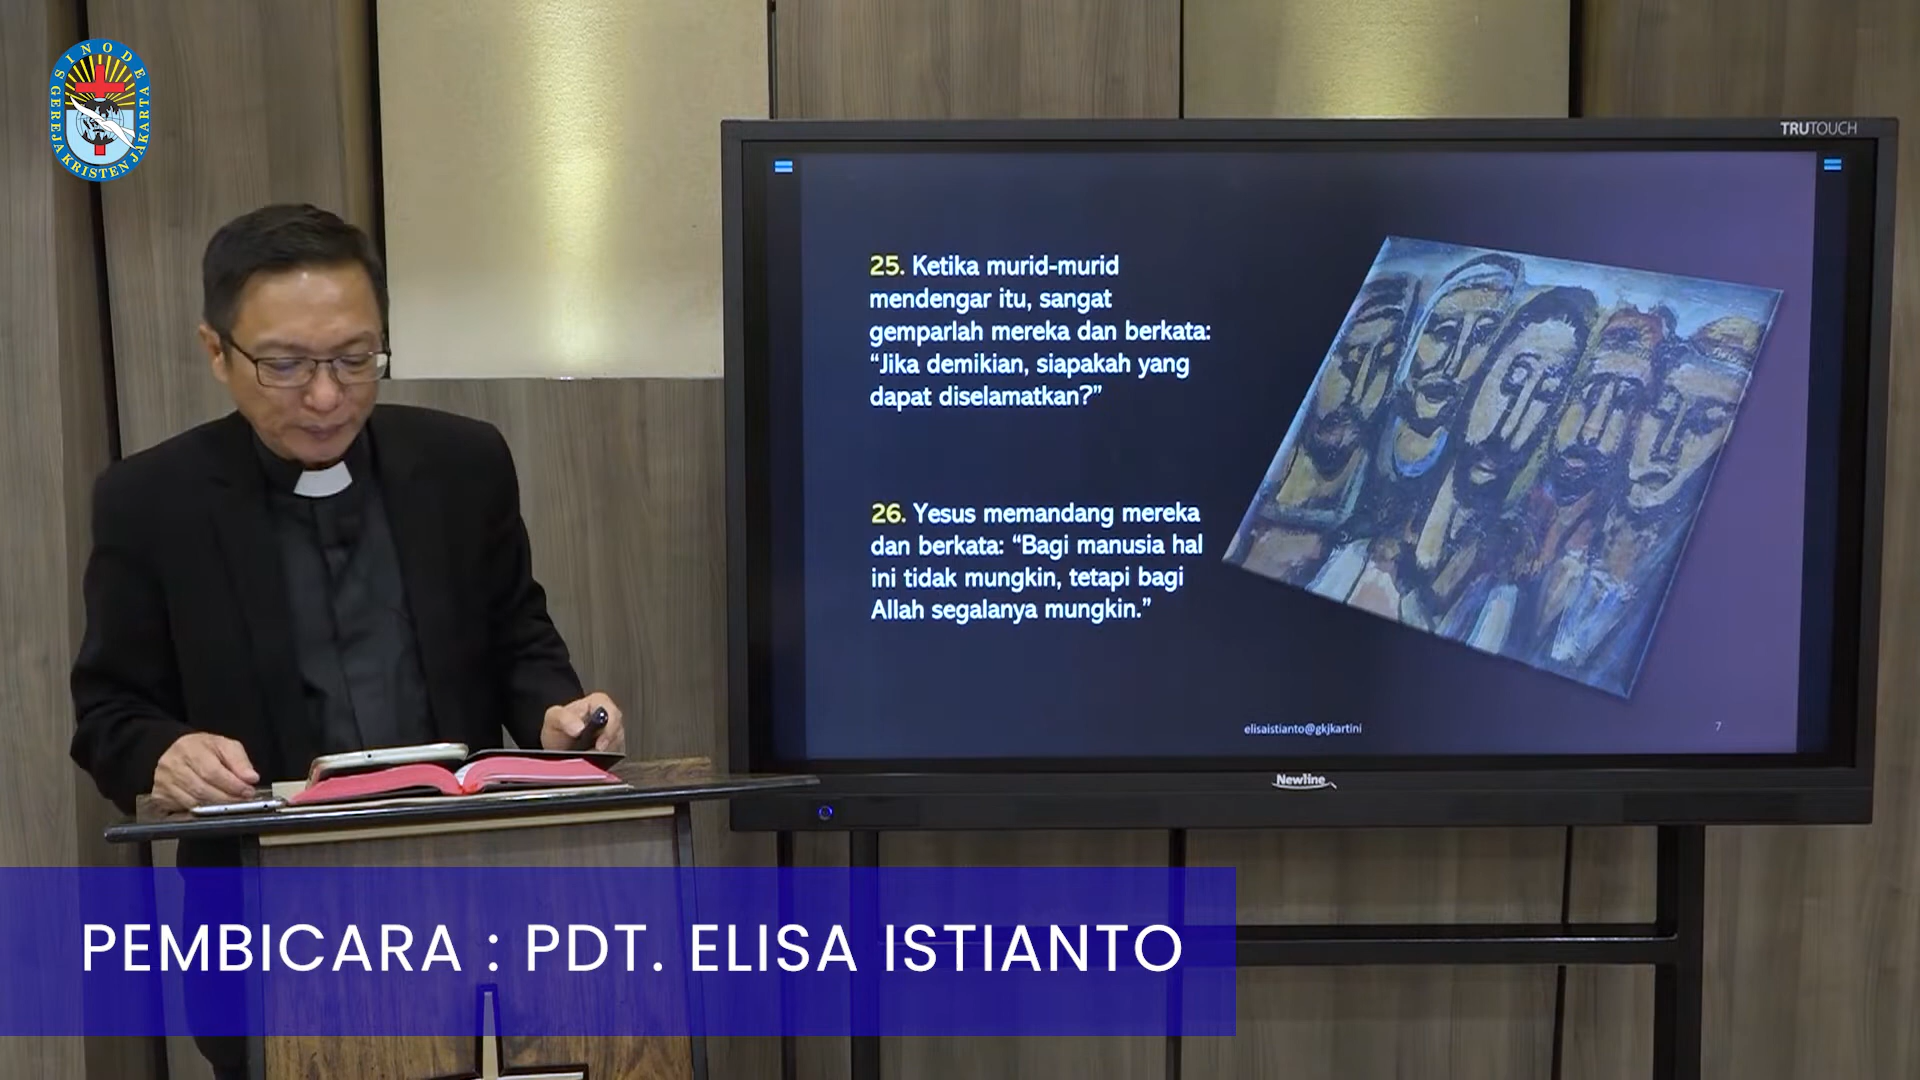 SINODE
GEREJA KRISTEN JAKARTA
TRUTOUCH
25. Ketika murid-murid
mendengar itu, sangat
gemparlah mereka dan berkata:
“Jika demikian, siapakah yang
dapat diselamatkan?”
26. Yesus memandang mereka
dan berkata: “Bagi manusia hal
ini tidak mungkin, tetapi bagi
Allah segalanya mungkin.”
elisaistianto@gkjkartini
7
Newline
PEMBICARA : PDT. ELISA ISTIANTO